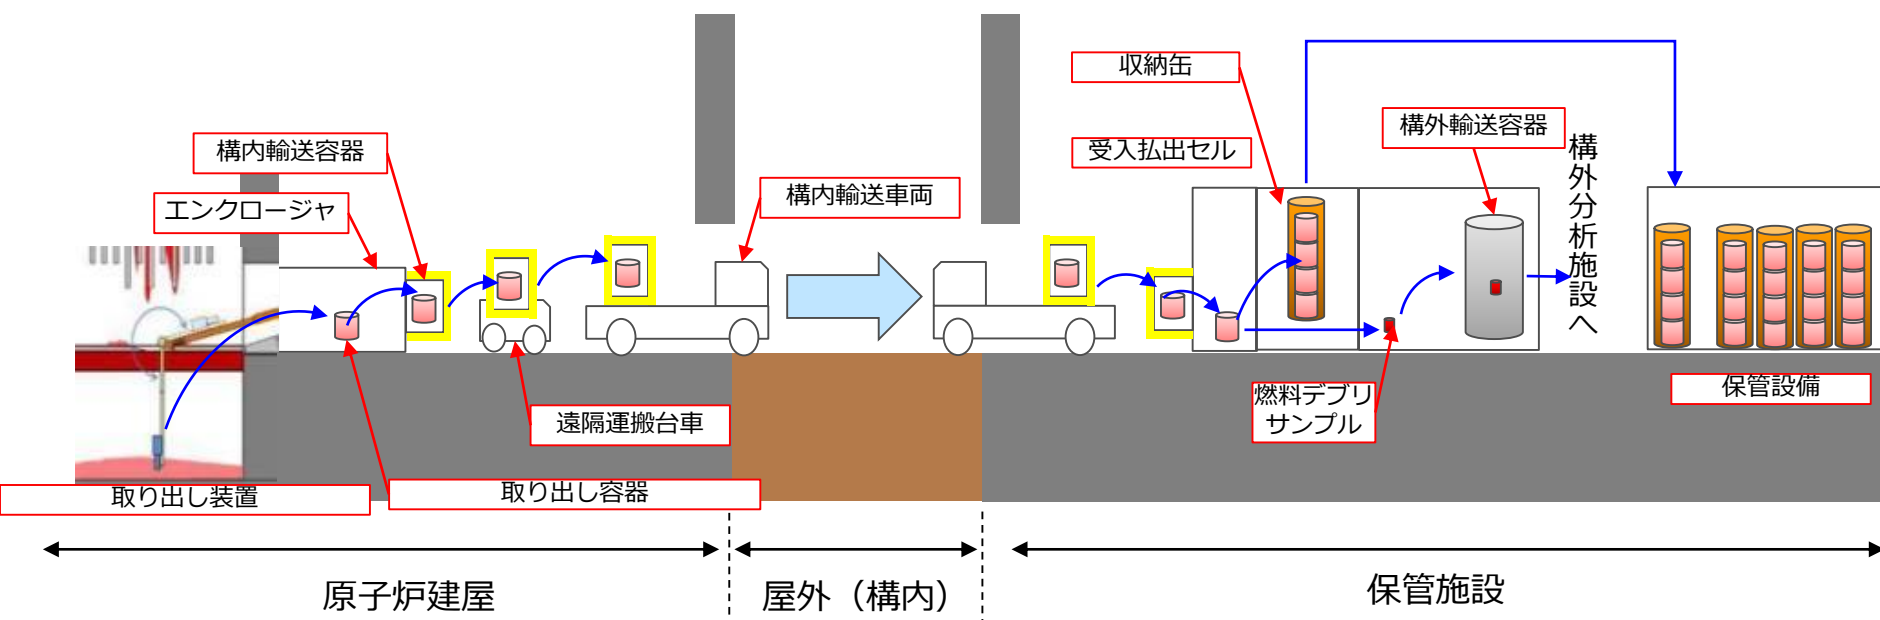 収納缶
構外輸送容器
構内輸送容器
受入払出セル
構外分析施設へ
エンクロージャ
構内輸送車両
燃料デブリ
サンプル
保管設備
遠隔運搬台車
取り出し装置
取り出し容器
原子炉建屋
屋外（構内）
保管施設